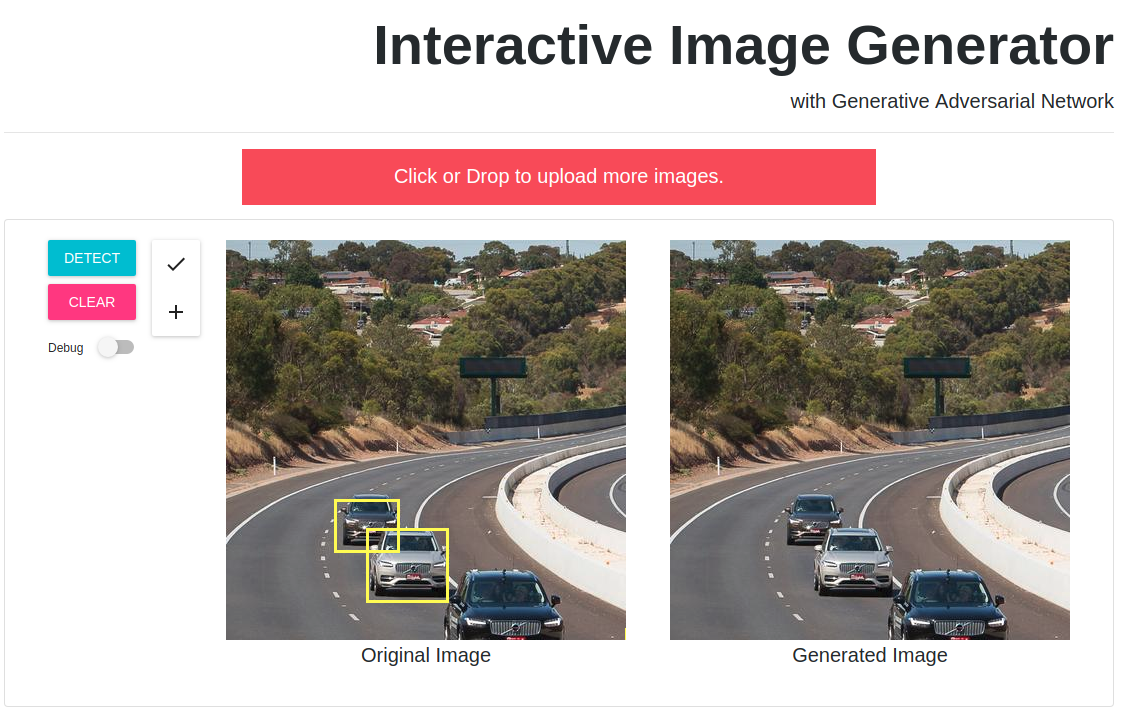 Interactive Image Generator
with Generative Adversarial Network
Click or Drop to upload more images.
DETECT
CLEAR
Debug
Original Image
Generated Image